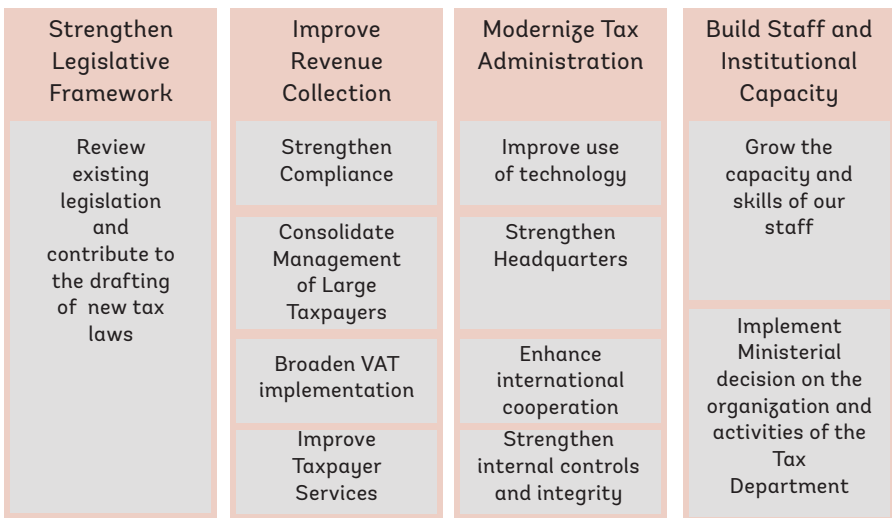 Strengthen
Legislative
Framework
Review
existing
legislation
and
contribute to
the drafting
of new tax
laws
Improve
Revenue
Collection
Strengthen
Compliance
Consolidate
Management
of Large
Taxpayers
Broaden VAT
implementation
Improve
Taxpayer
Services
Modernize Tax
Administration
Improve use
of technology
Strengthen
Headquarters
Enhance
international
cooperation
Strengthen
internal controls
and integrity
Build Staff and
Institutional
Capacity
Grow the
capacity and
skills of our
staff
Implement
Ministerial
decision on the
organization and
activities of the
Tax
Department